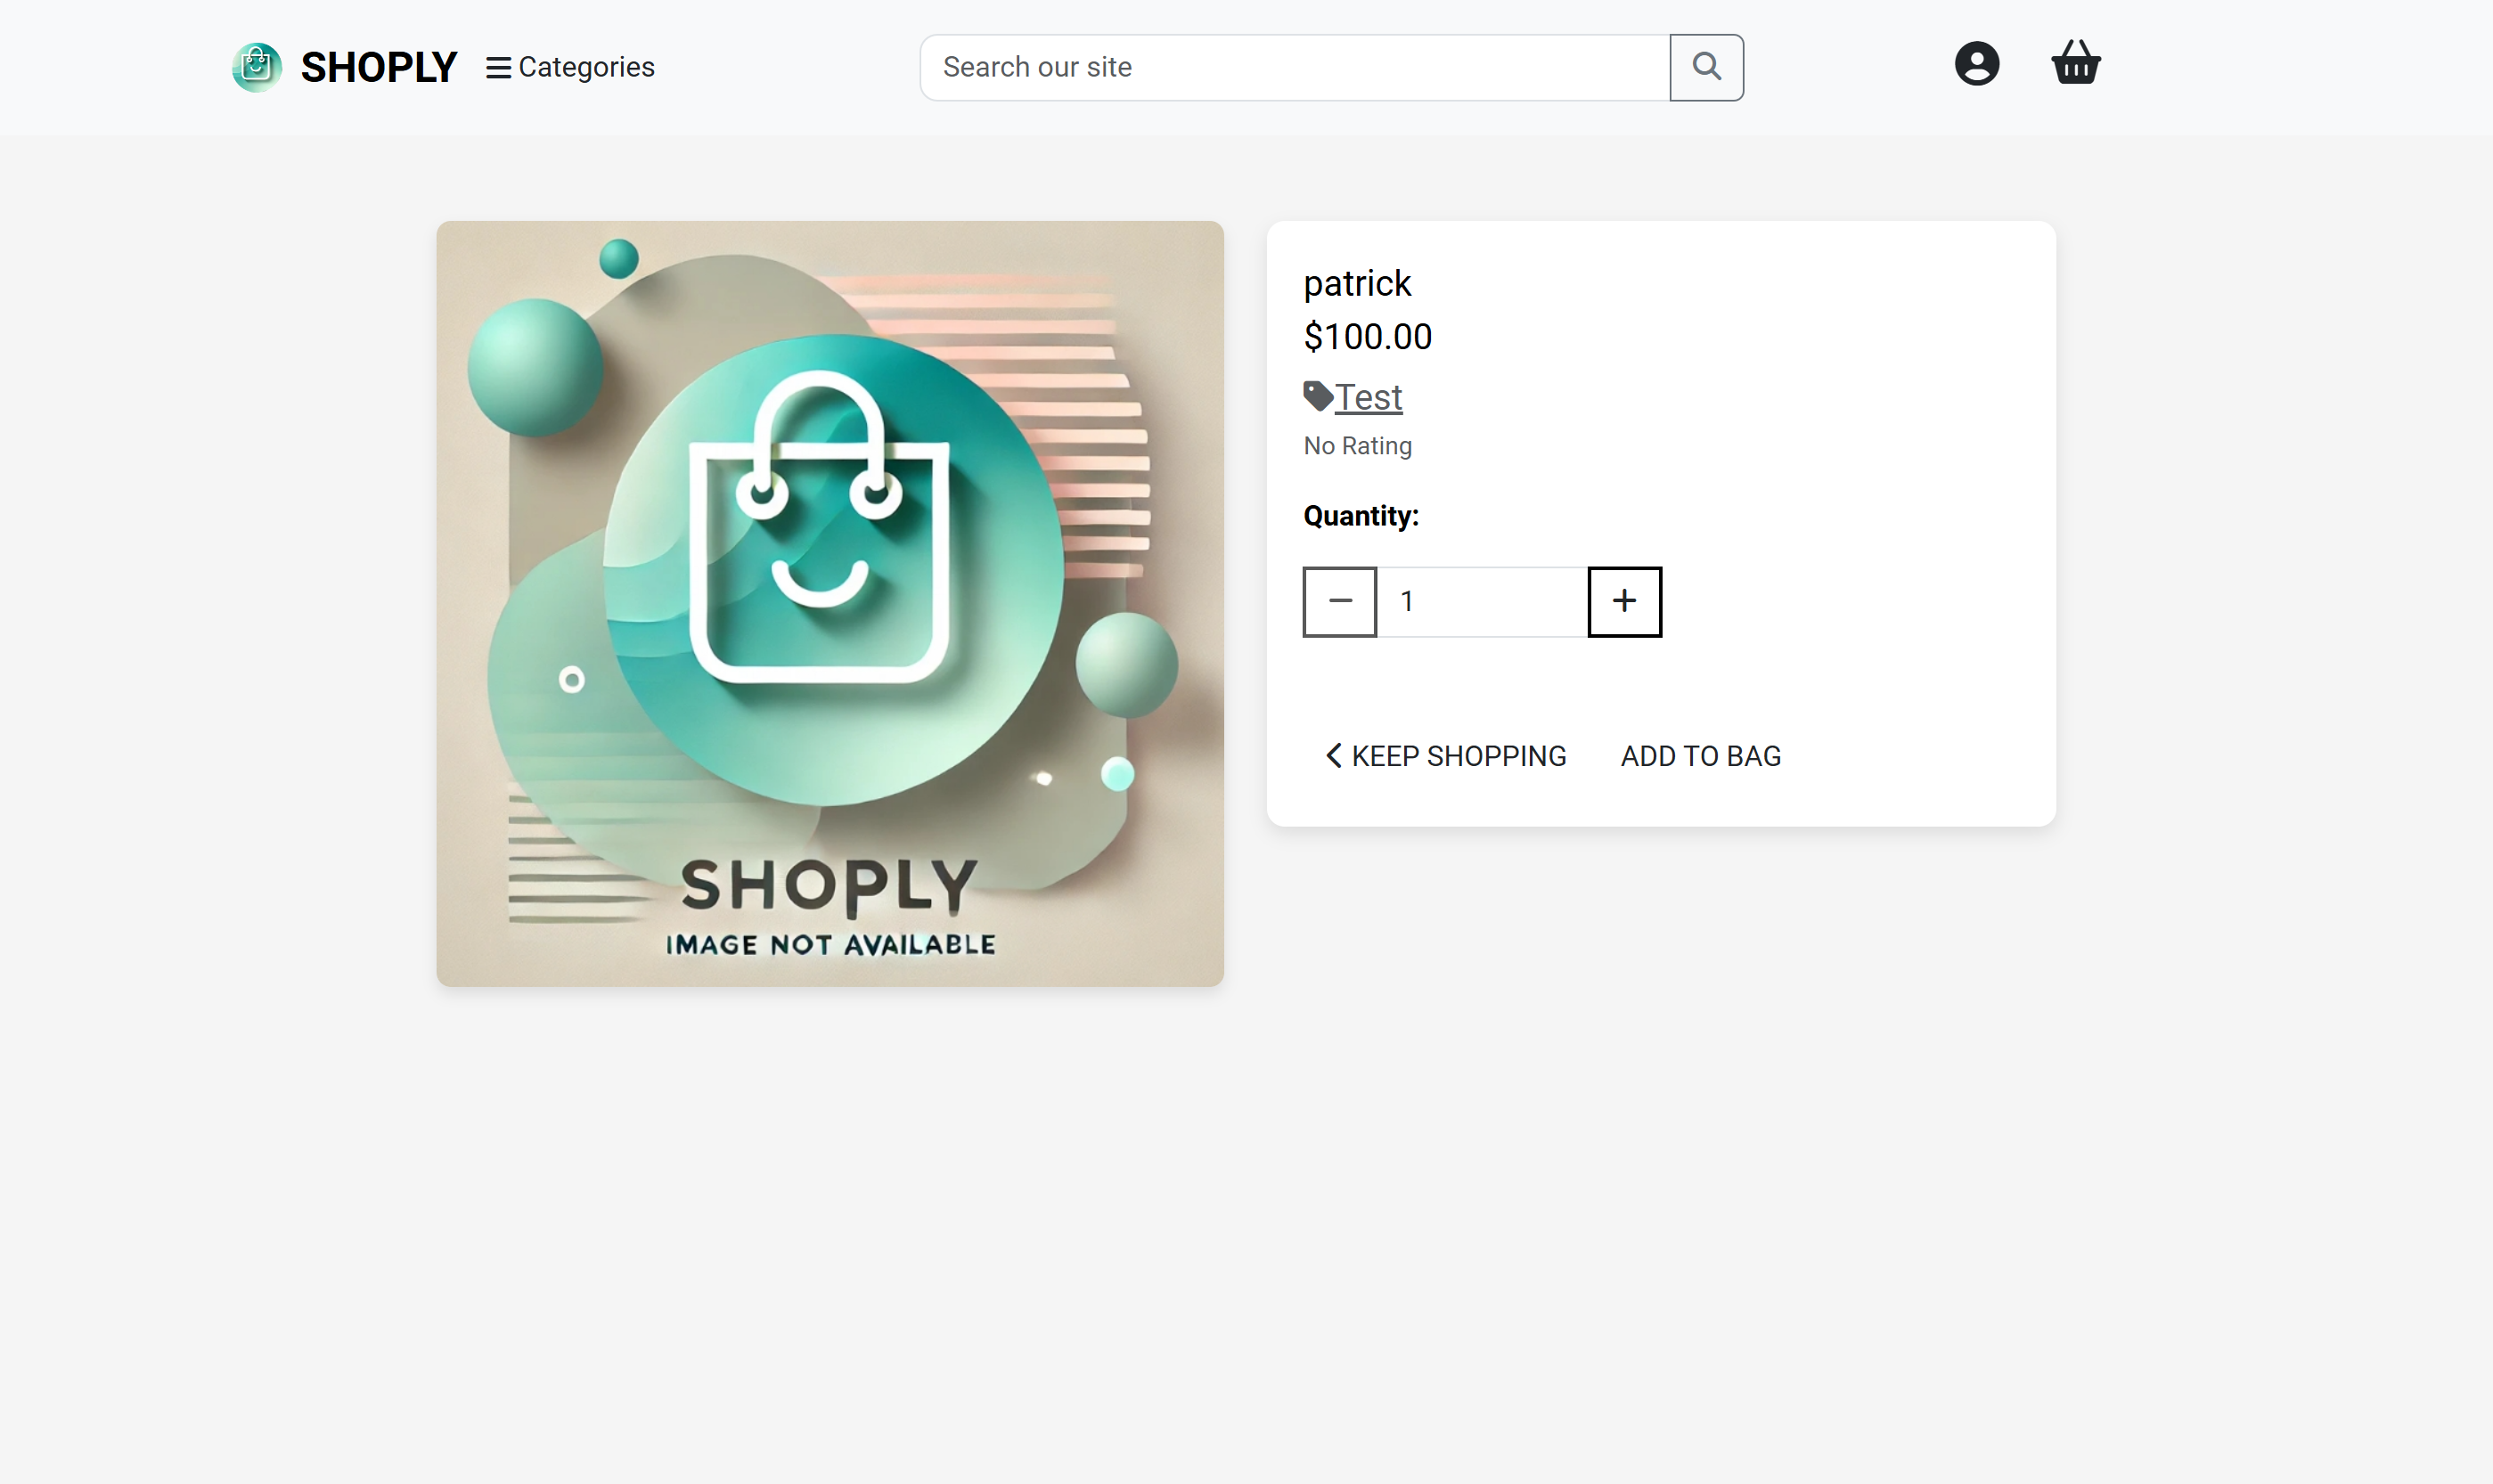 SHOPLY
Categories
Search our site
patrick
$100.00
Test
No Rating
Quantity:
1
KEEP SHOPPING
ADD TO BAG
SHOPLY
IMAGE NOT AVAILABLE